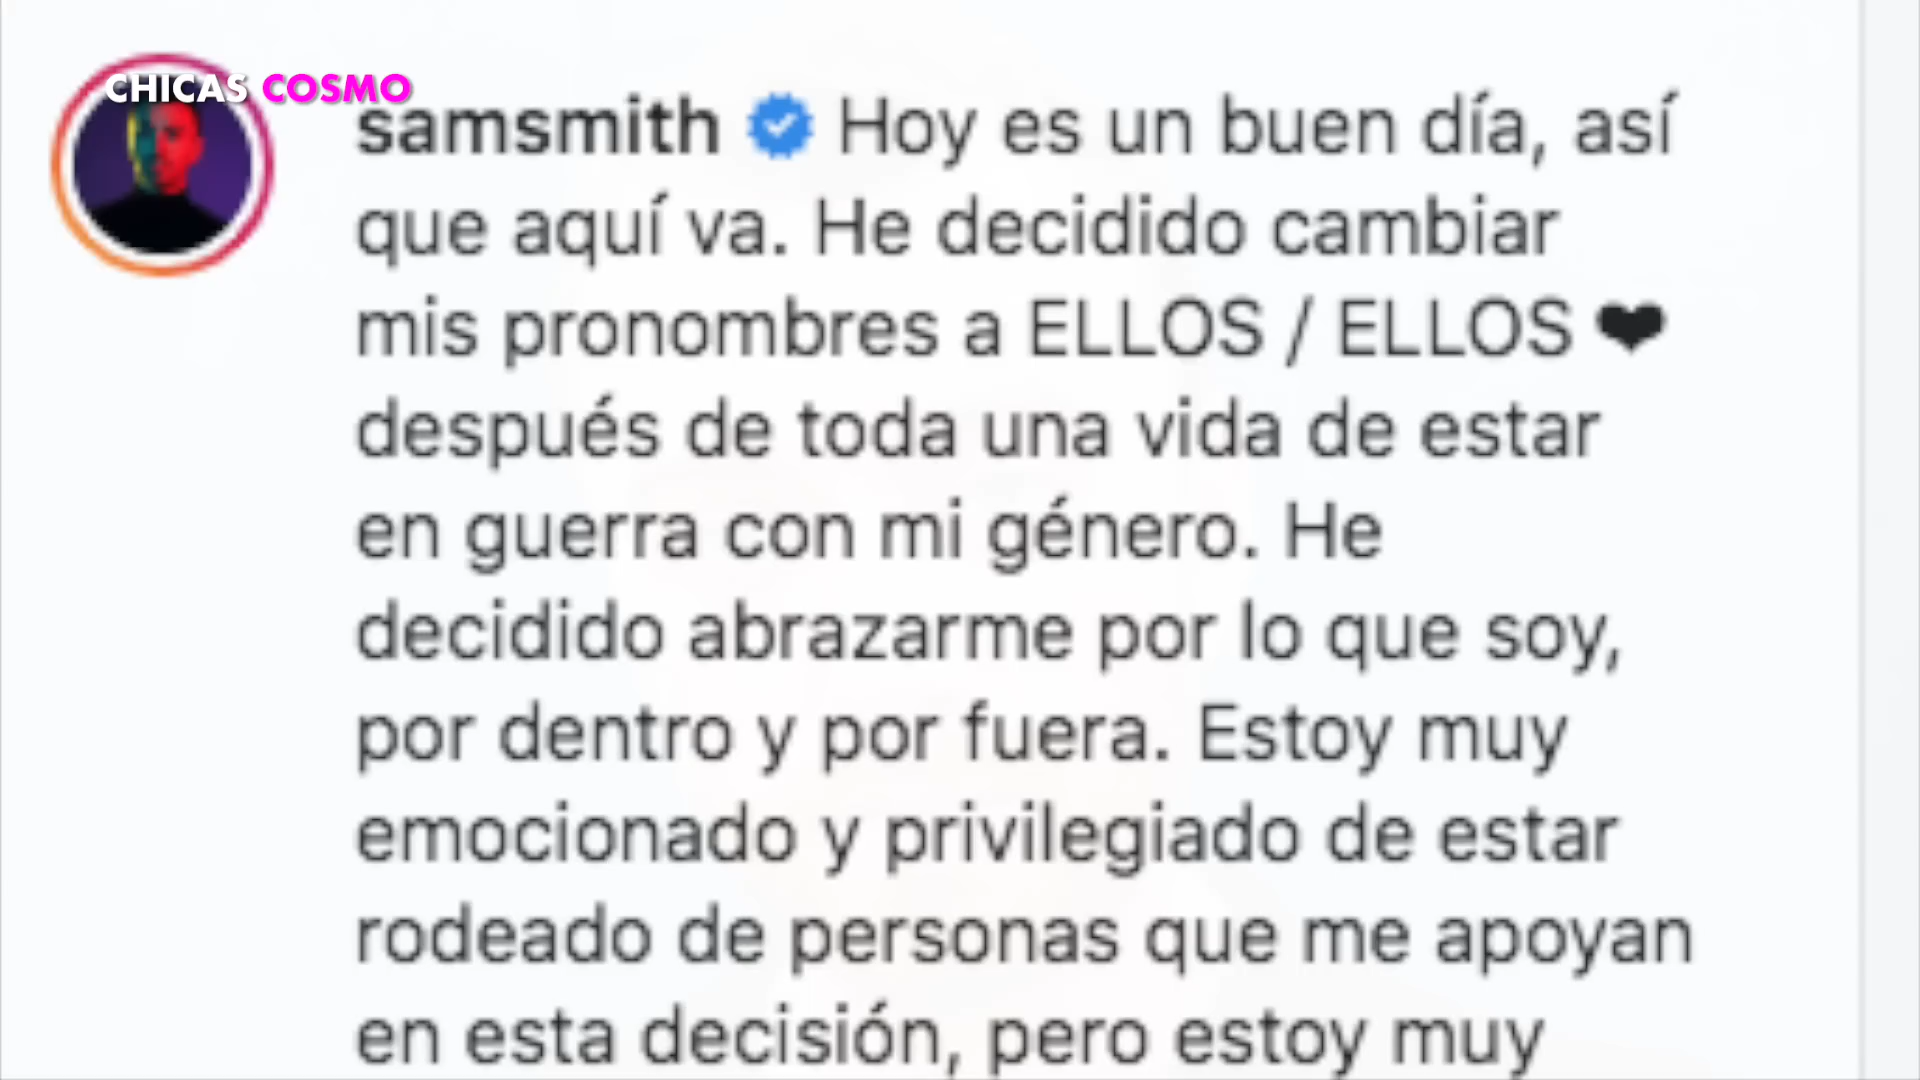 CHICAS COSMO
samsmith Hoy es un buen día, así
que aquí va. He decidido cambiar
mis pronombres a ELLOS / ELLOS ❤
después de toda una vida de estar
en guerra con mi género. He
decidido abrazarme por lo que soy,
por dentro y por fuera. Estoy muy
emocionado y privilegiado de estar
rodeado de personas que me apoyan
en esta decisión, pero estoy muy